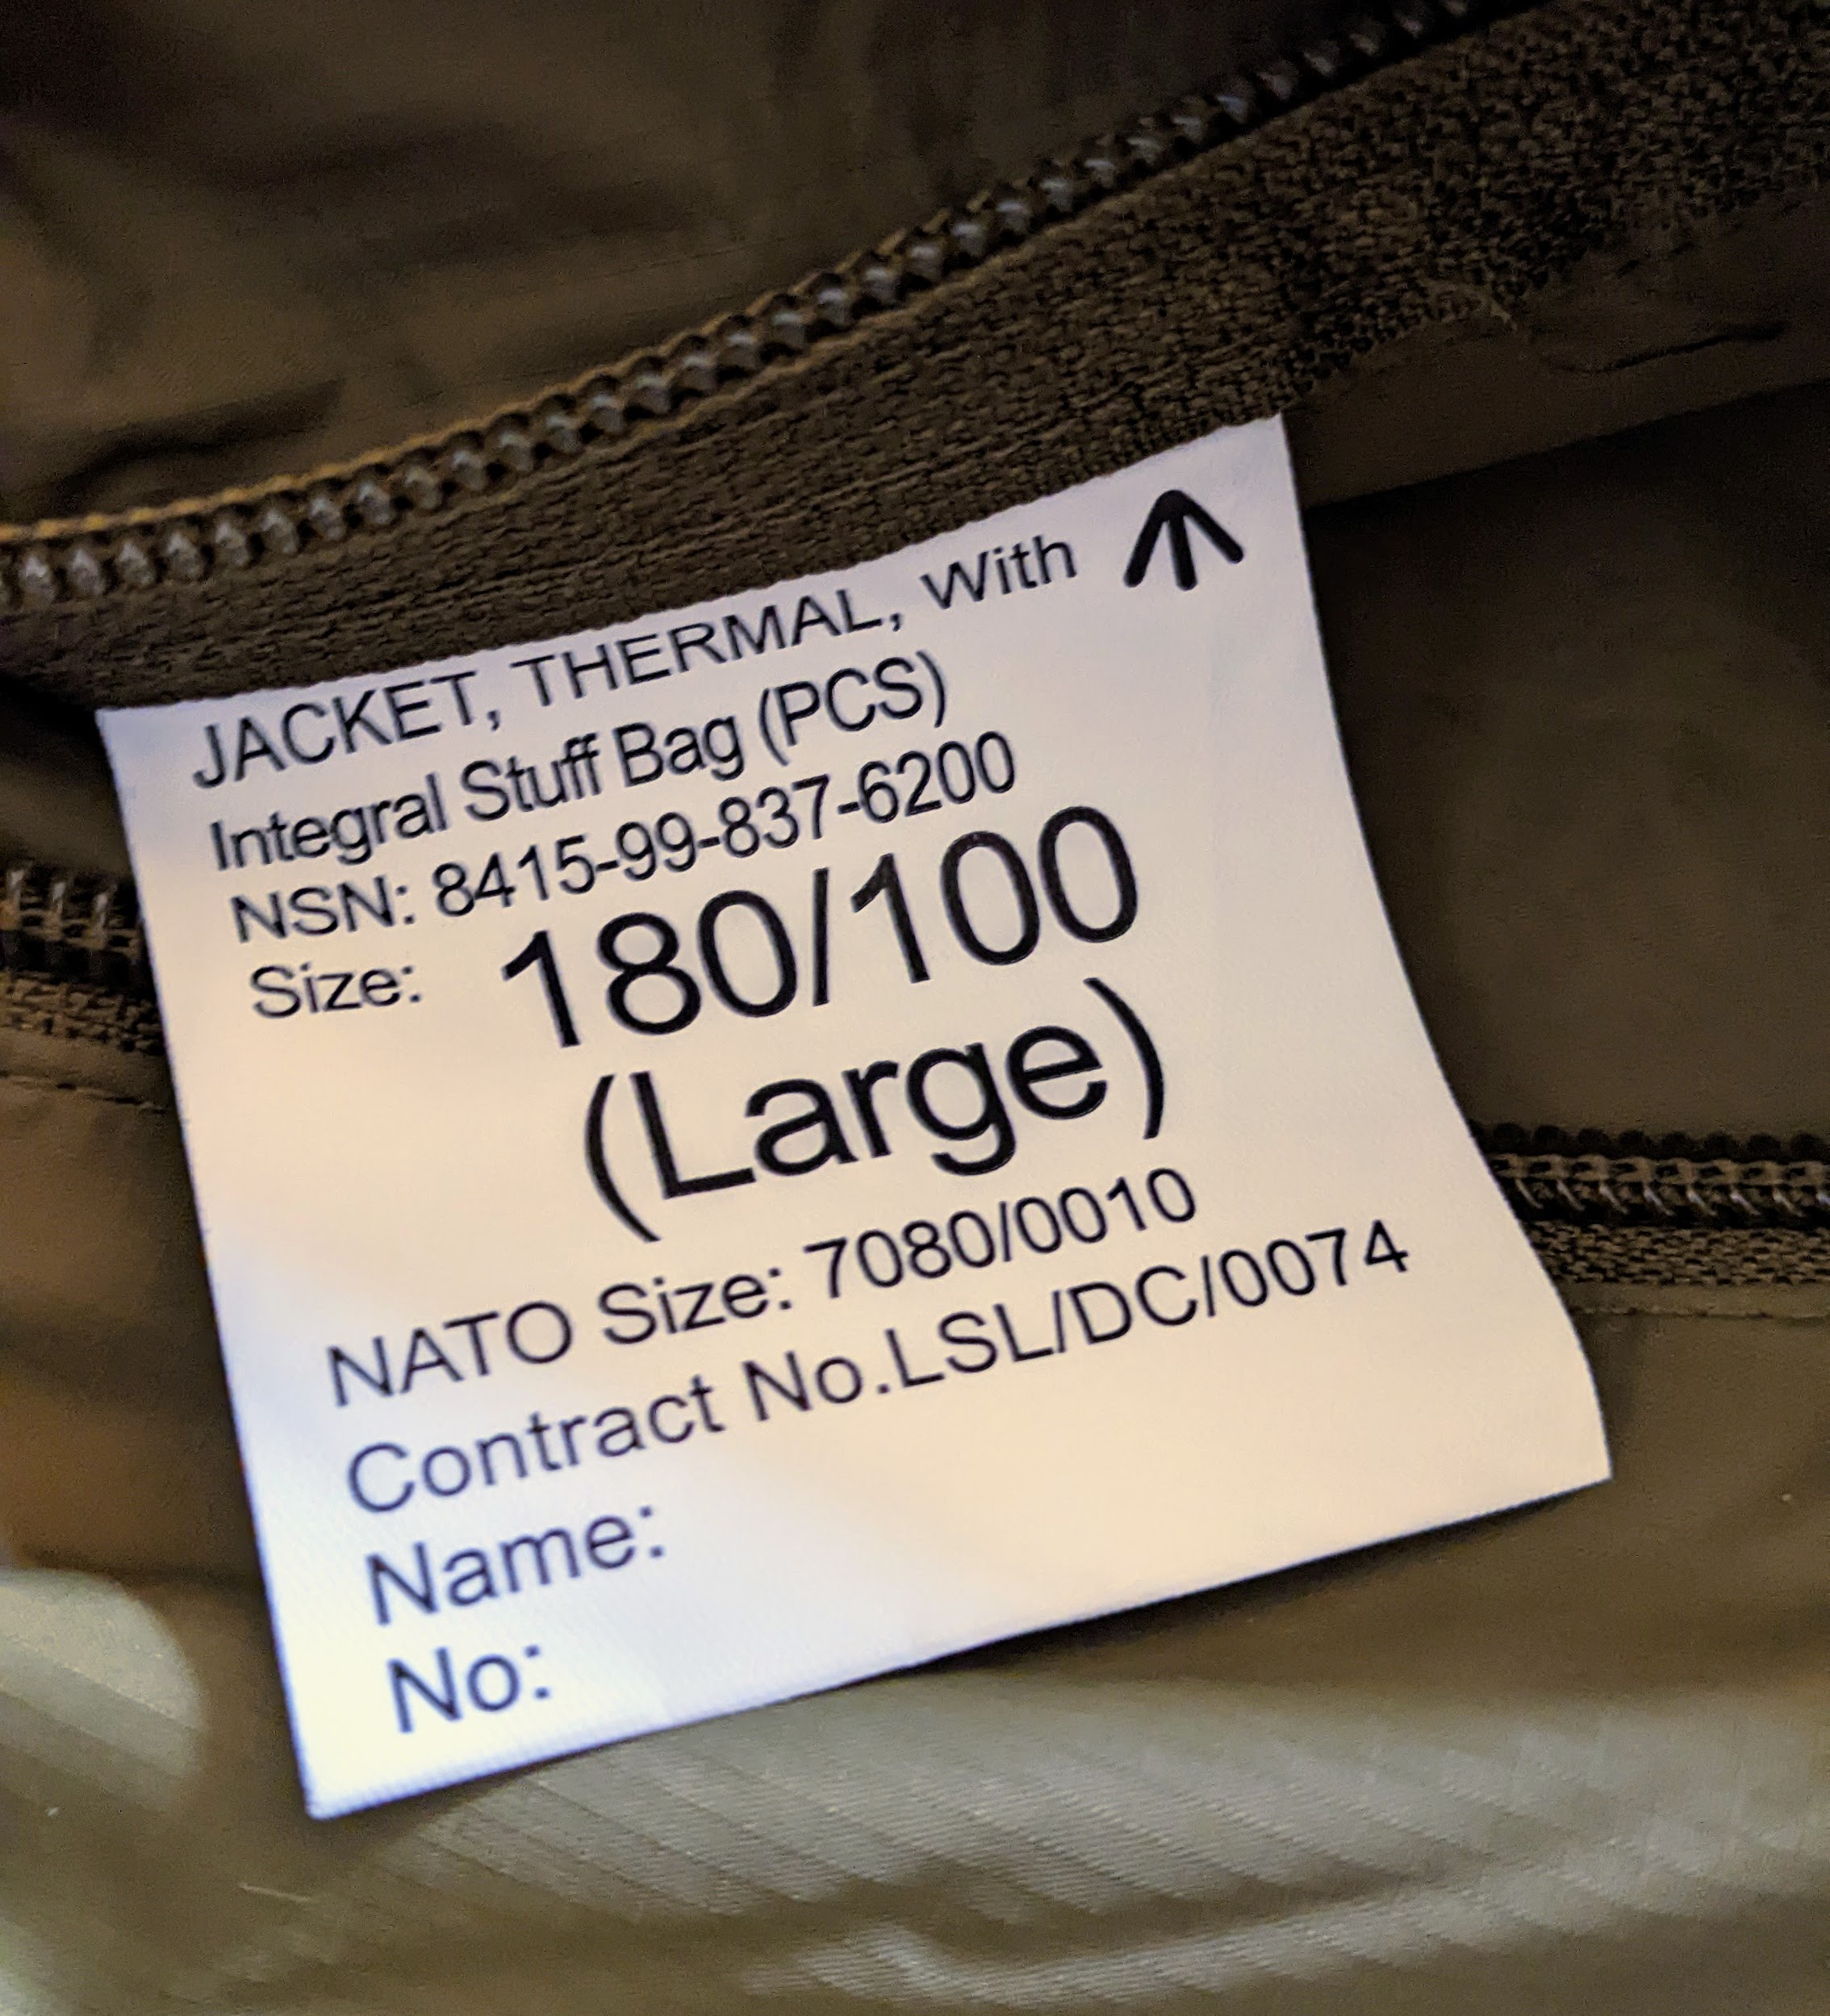 JACKET, THERMAL, With
Integral Stuff Bag (PCS)
NSN: 8415-99-837-6200
Size: 180/100
(Large)
NATO Size: 7080/0010
Contract No.LSL/DC/0074
Name:
No: